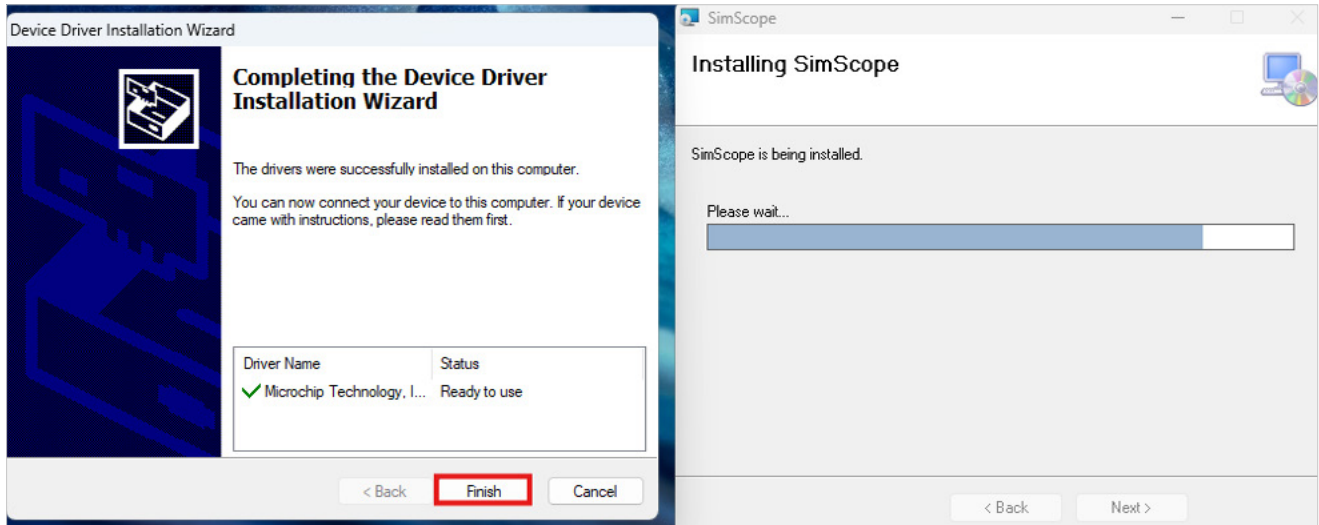 Device Driver Installation Wizard
Completing the Device Driver
Installation Wizard
The drivers were successfully installed on this computer.
You can now connect your device to this computer. If your device
came with instructions, please read them first.
Driver Name Status
Microchip Technology, I... Ready to use
< Back Finish Cancel
SimScope
Installing SimScope
SimScope is being installed.
Please wait...
< Back Next >